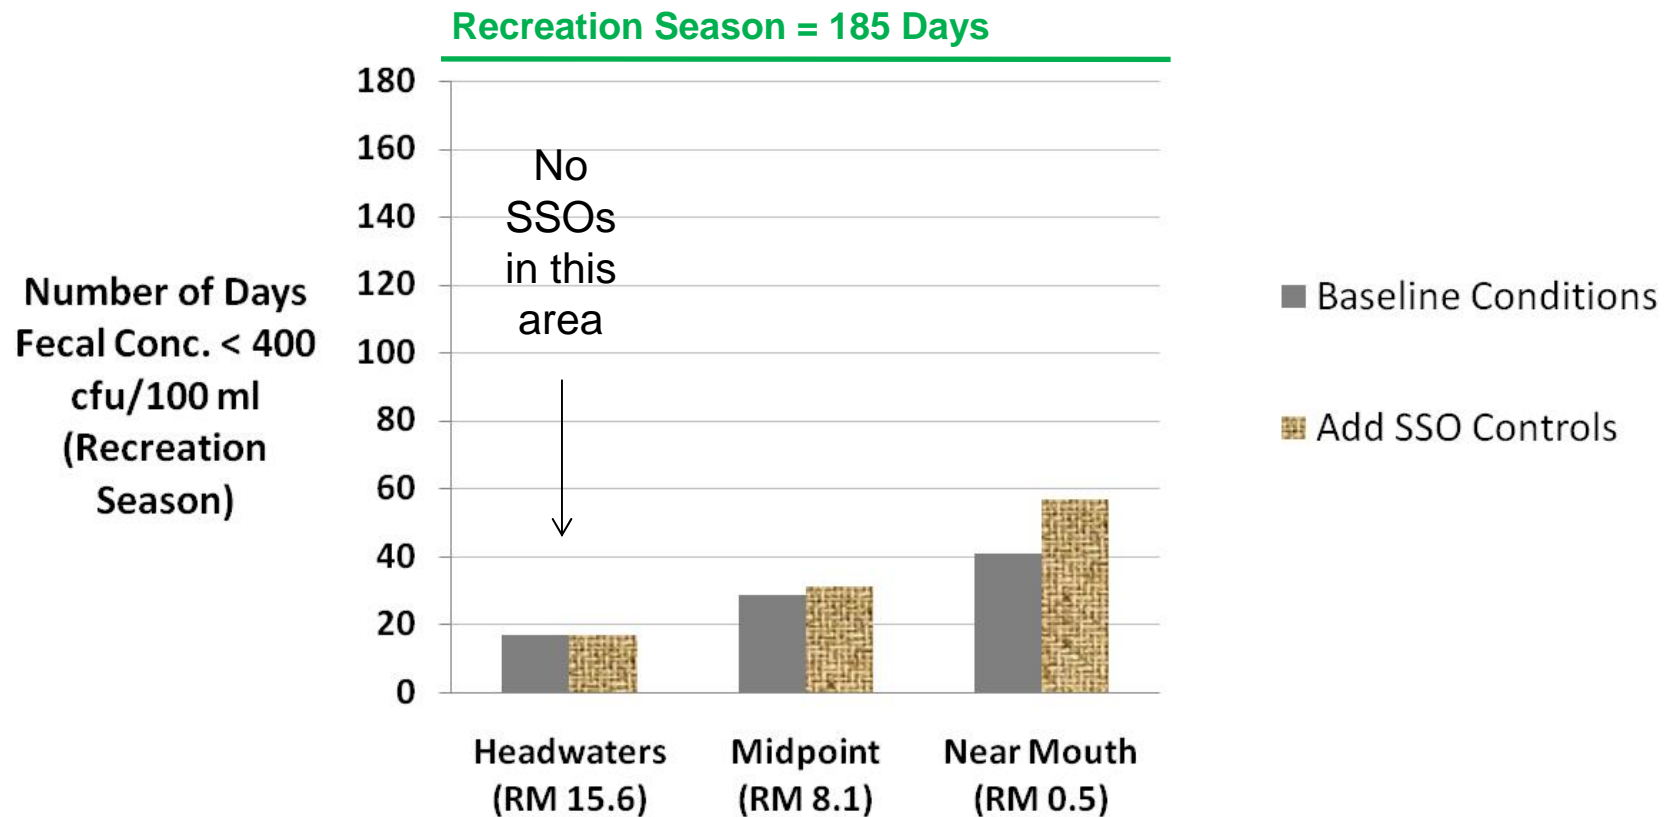 Recreation Season = 185 Days
180
160
140
120
100
80
60
40
20
0
No
SSOs
in this
area
Number of Days
Fecal Conc. < 400
cfu/100 ml
(Recreation
Season)
Baseline Conditions
Add SSO Controls
Headwaters
(RM 15.6)
Midpoint
(RM 8.1)
Near Mouth
(RM 0.5)